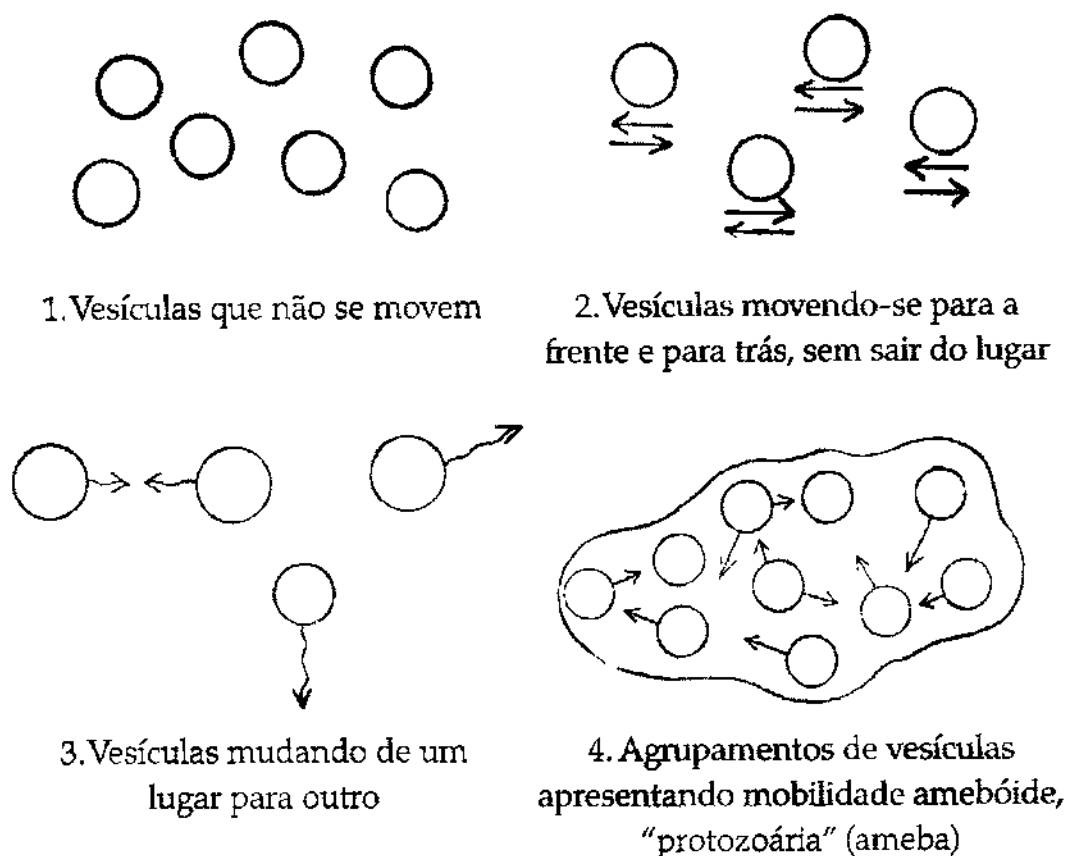 1. Vesículas que não se movem
2. Vesículas movendo-se para a
frente e para trás, sem sair do lugar
3. Vesículas mudando de um
lugar para outro
4. Agrupamentos de vesículas
apresentando mobilidade amebóide,
“protozoária” (ameba)